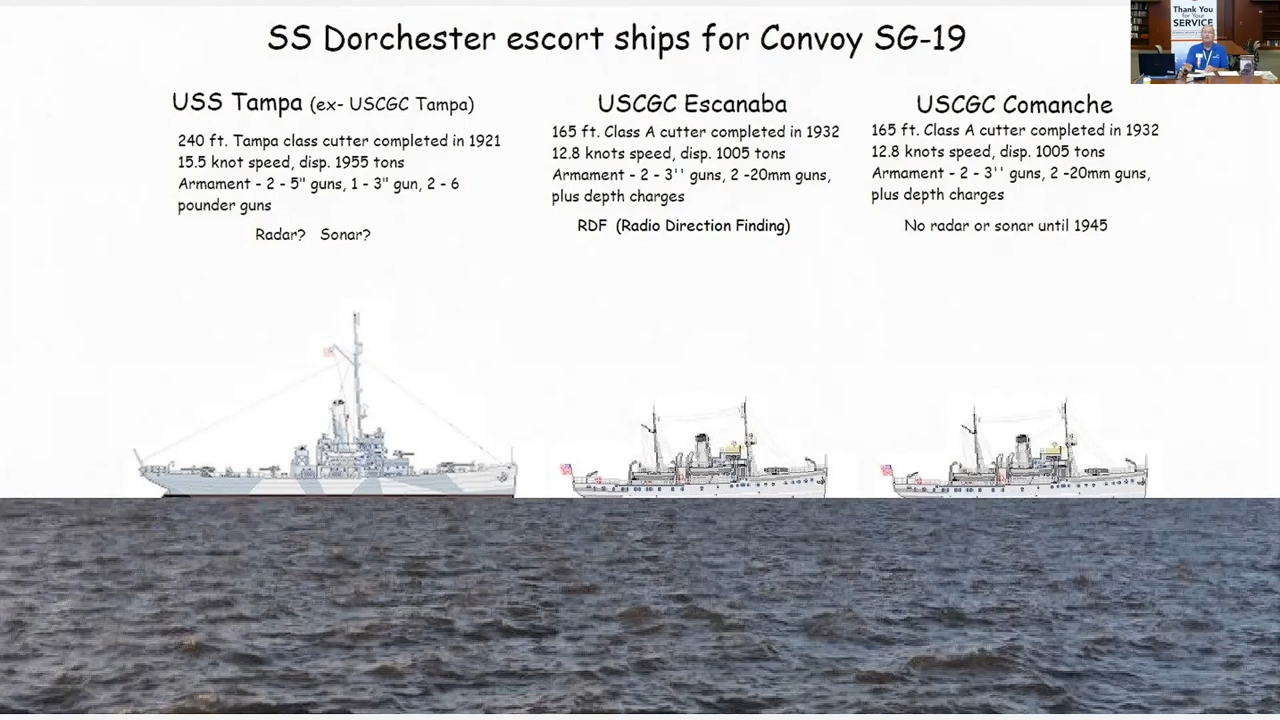 SS Dorchester escort ships for Convoy SG-19
Thank You
for Your
SERVICE
USS Tampa (ex- USCGC Tampa)
240 ft. Tampa class cutter completed in 1921
15.5 knot speed, disp. 1955 tons
Armament - 2 - 5" guns, 1 - 3" gun, 2 - 6
pounder guns
Radar? Sonar?
USCGC Escanaba
165 ft. Class A cutter completed in 1932
12.8 knots speed, disp. 1005 tons
Armament - 2 - 3'' guns, 2 -20mm guns,
plus depth charges
RDF (Radio Direction Finding)
USCGC Comanche
165 ft. Class A cutter completed in 1932
12.8 knots speed, disp. 1005 tons
Armament - 2 - 3'' guns, 2 -20mm guns,
plus depth charges
No radar or sonar until 1945